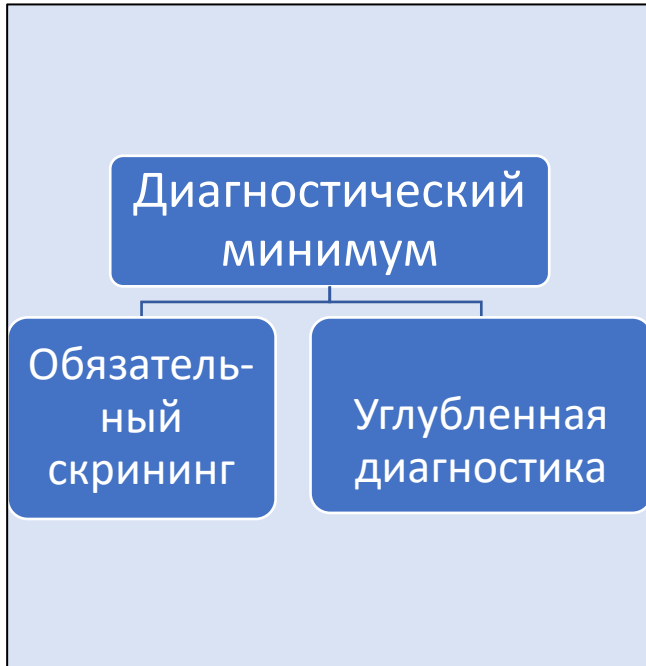 Диагностический
минимум
Обязатель-
ный
скрининг
Углубленная
диагностика